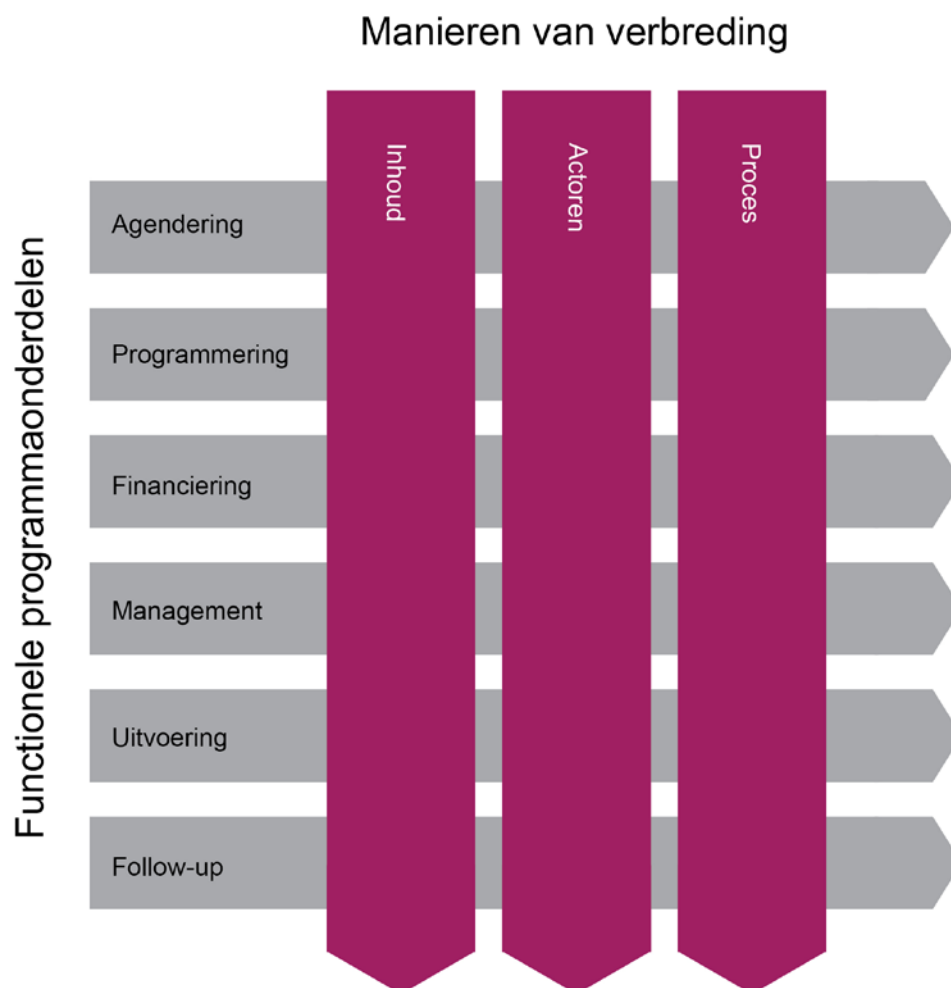 Manieren van verbreding
Inhoud
Actoren
Proces
Functionele programmaonderdelen
Agendering
Programmering
Financiering
Management
Uitvoering
Follow-up